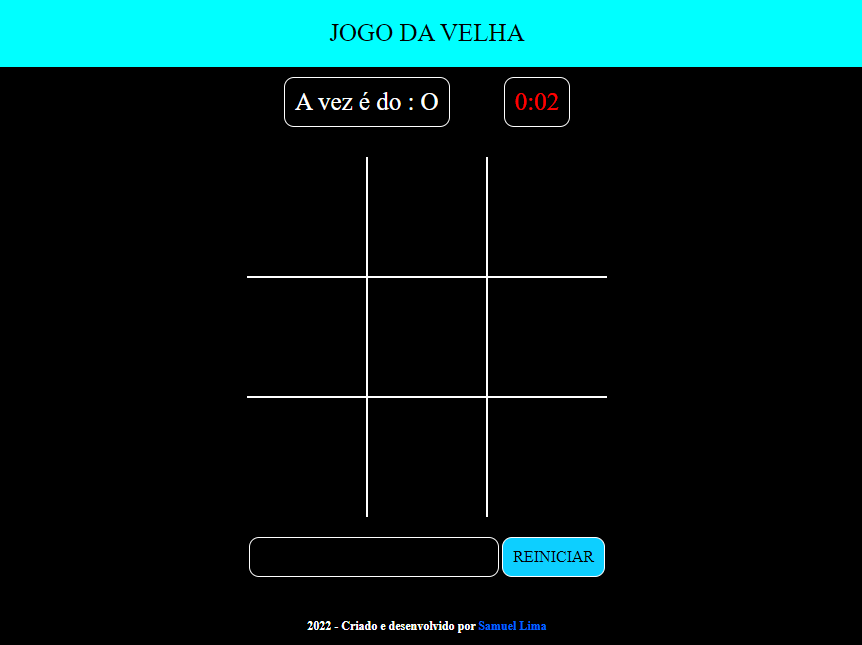 JOGO DA VELHA
A vez é do : O
0:02
REINICIAR
2022 - Criado e desenvolvido por Samuel Lima